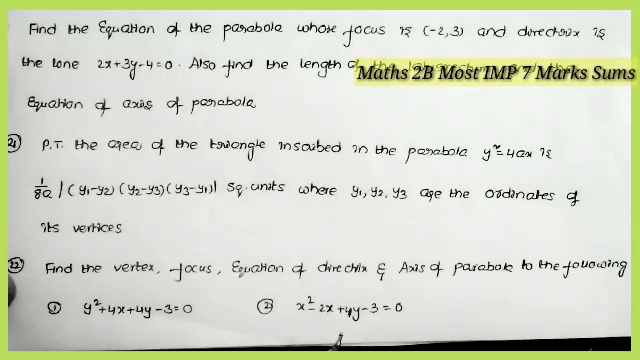 Find the Equation of the parabola whose focus is (-2,3) and directrix is
the line 2x+3y-4=0. Also find the length of the
Maths 2B Most IMP 7 Marks Sums
Equation of axis of parabola
21 P.T. the area of the triangle inscribed in the parabola y²=4ax is
1/8a |(y₁-y₂)(y₂-y₃)(y₃-y₁)| sq.units where y₁,y₂,y₃ are the ordinates of
its vertices
22 Find the vertex, focus, Equation of directrix & Axis of parabola to the following
① y²+4x+4y-3=0 ② x²-2x+4y-3=0